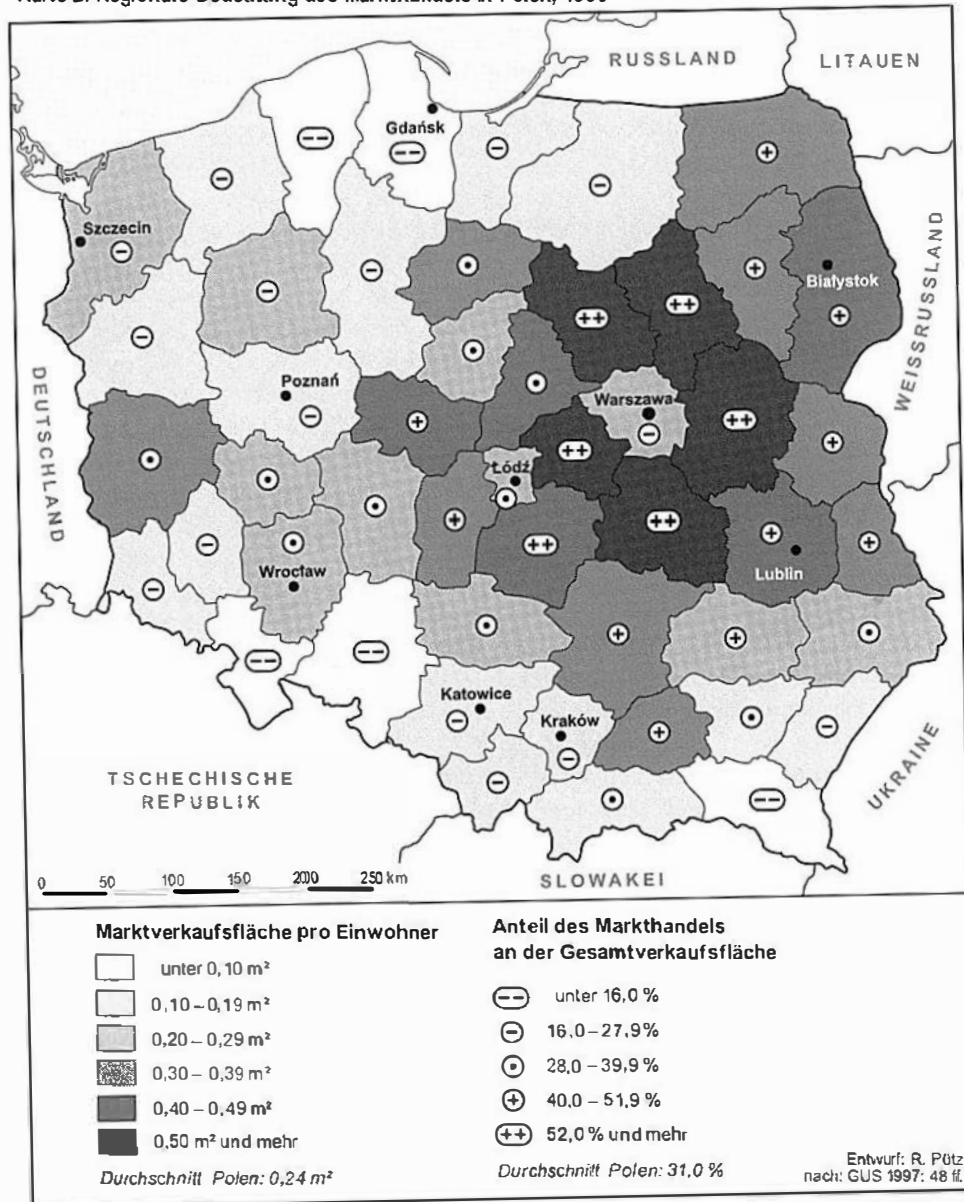 RUSSLAND
LITAUEN
Gdańsk
Szczecin
Białystok
WEISSRUSSLAND
DEUTSCHLAND
Poznań
Warszawa
Łódź
Wrocław
Lublin
Katowice
Kraków
UKRAINE
TSCHECHISCHE
REPUBLIK
SLOWAKEI
0 50 100 150 200 250 km
Marktverkaufsfläche pro Einwohner
unter 0,10 m²
0,10 – 0,19 m²
0,20 – 0,29 m²
0,30 – 0,39 m²
0,40 – 0,49 m²
0,50 m² und mehr
Durchschnitt Polen: 0,24 m²
Anteil des Markthandels
an der Gesamtverkaufsfläche
unter 16,0 %
16,0 – 27,9 %
28,0 – 39,9 %
40,0 – 51,9 %
52,0 % und mehr
Durchschnitt Polen: 31,0 %
Entwurf: R. Pütz
nach: GUS 1997: 48 ff.